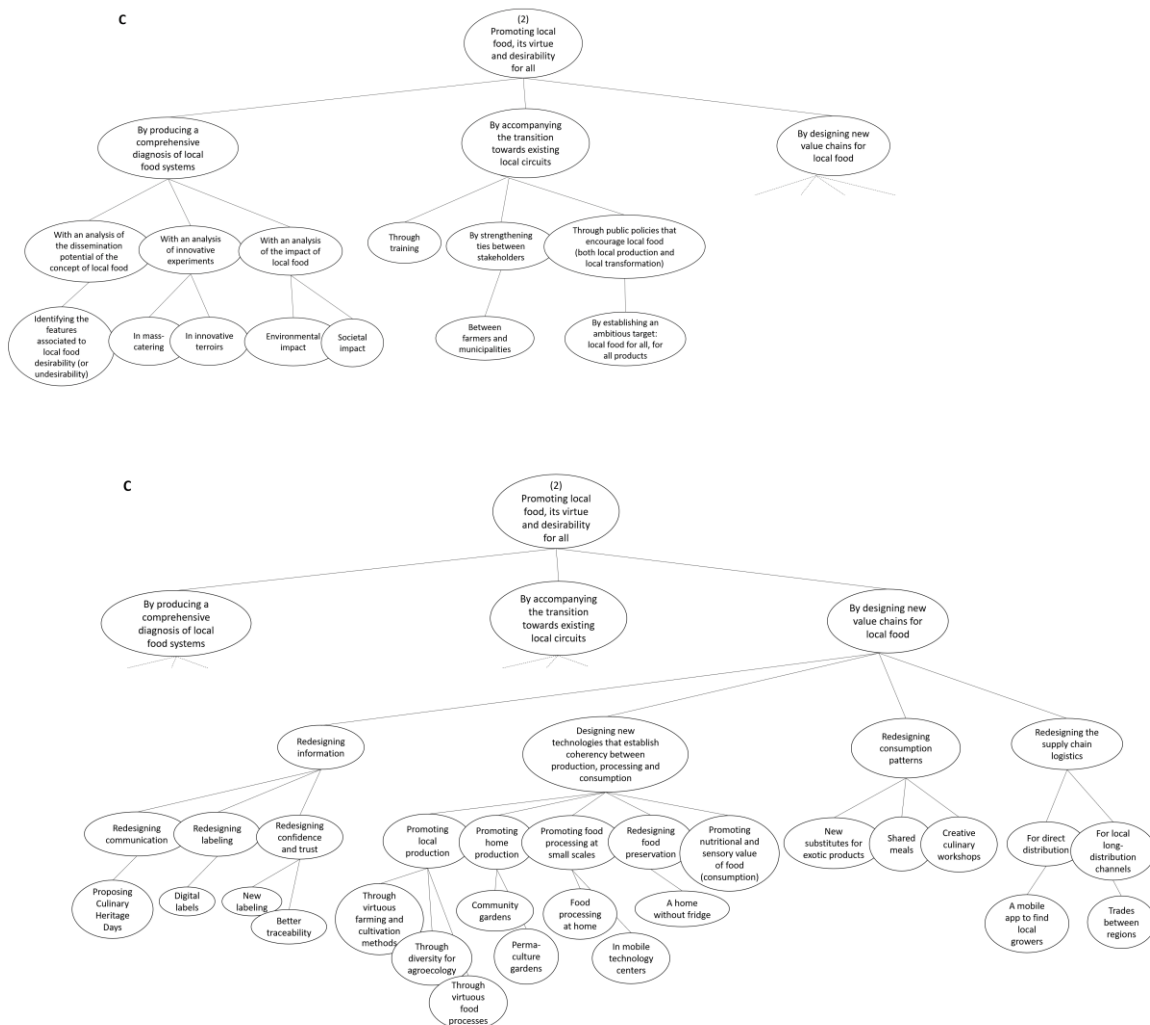 C
(2)
Promoting local
food, its virtue
and desirability
for all
By producing a
comprehensive
diagnosis of local
food systems
By accompanying
the transition
towards existing
local circuits
By designing new
value chains for
local food
With an analysis of
the dissemination
potential of the
concept of local food
With an analysis
of innovative
experiments
With an analysis
of the impact of
local food
Through
training
By strengthening
ties between
stakeholders
Through public policies that
encourage local food
(both local production and
local transformation)
Identifying the
features
associated to
local food
desirability (or
undesirability)
In mass-
catering
In innovative
terroirs
Environmental
impact
Societal
impact
Between
farmers and
municipalities
By establishing an
ambitious target:
local food for all, for
all products
C
(2)
Promoting local
food, its virtue
and desirability
for all
By producing a
comprehensive
diagnosis of local
food systems
By accompanying
the transition
towards existing
local circuits
By designing new
value chains for
local food
Redesigning
information
Designing new
technologies that establish
coherency between
production, processing and
consumption
Redesigning
consumption
patterns
Redesigning the
supply chain
logistics
Redesigning
communication
Redesigning
labeling
Redesigning
confidence
and trust
Promoting
local
production
Promoting
home
production
Promoting food
processing at
small scales
Redesigning
food
preservation
Promoting
nutritional and
sensory value
of food
(consumption)
New
substitutes for
exotic products
Shared
meals
Creative
culinary
workshops
For direct
distribution
For local
long-
distribution
channels
Proposing
Culinary
Heritage
Days
Digital
labels
New
labeling
Better
traceability
Through
virtuous
farming and
cultivation
methods
Through
diversity for
agroecology
Through
virtuous
food
processes
Community
gardens
Perma-
culture
gardens
Food
processing
at home
In mobile
technology
centers
A home
without fridge
A mobile
app to find
local
growers
Trades
between
regions